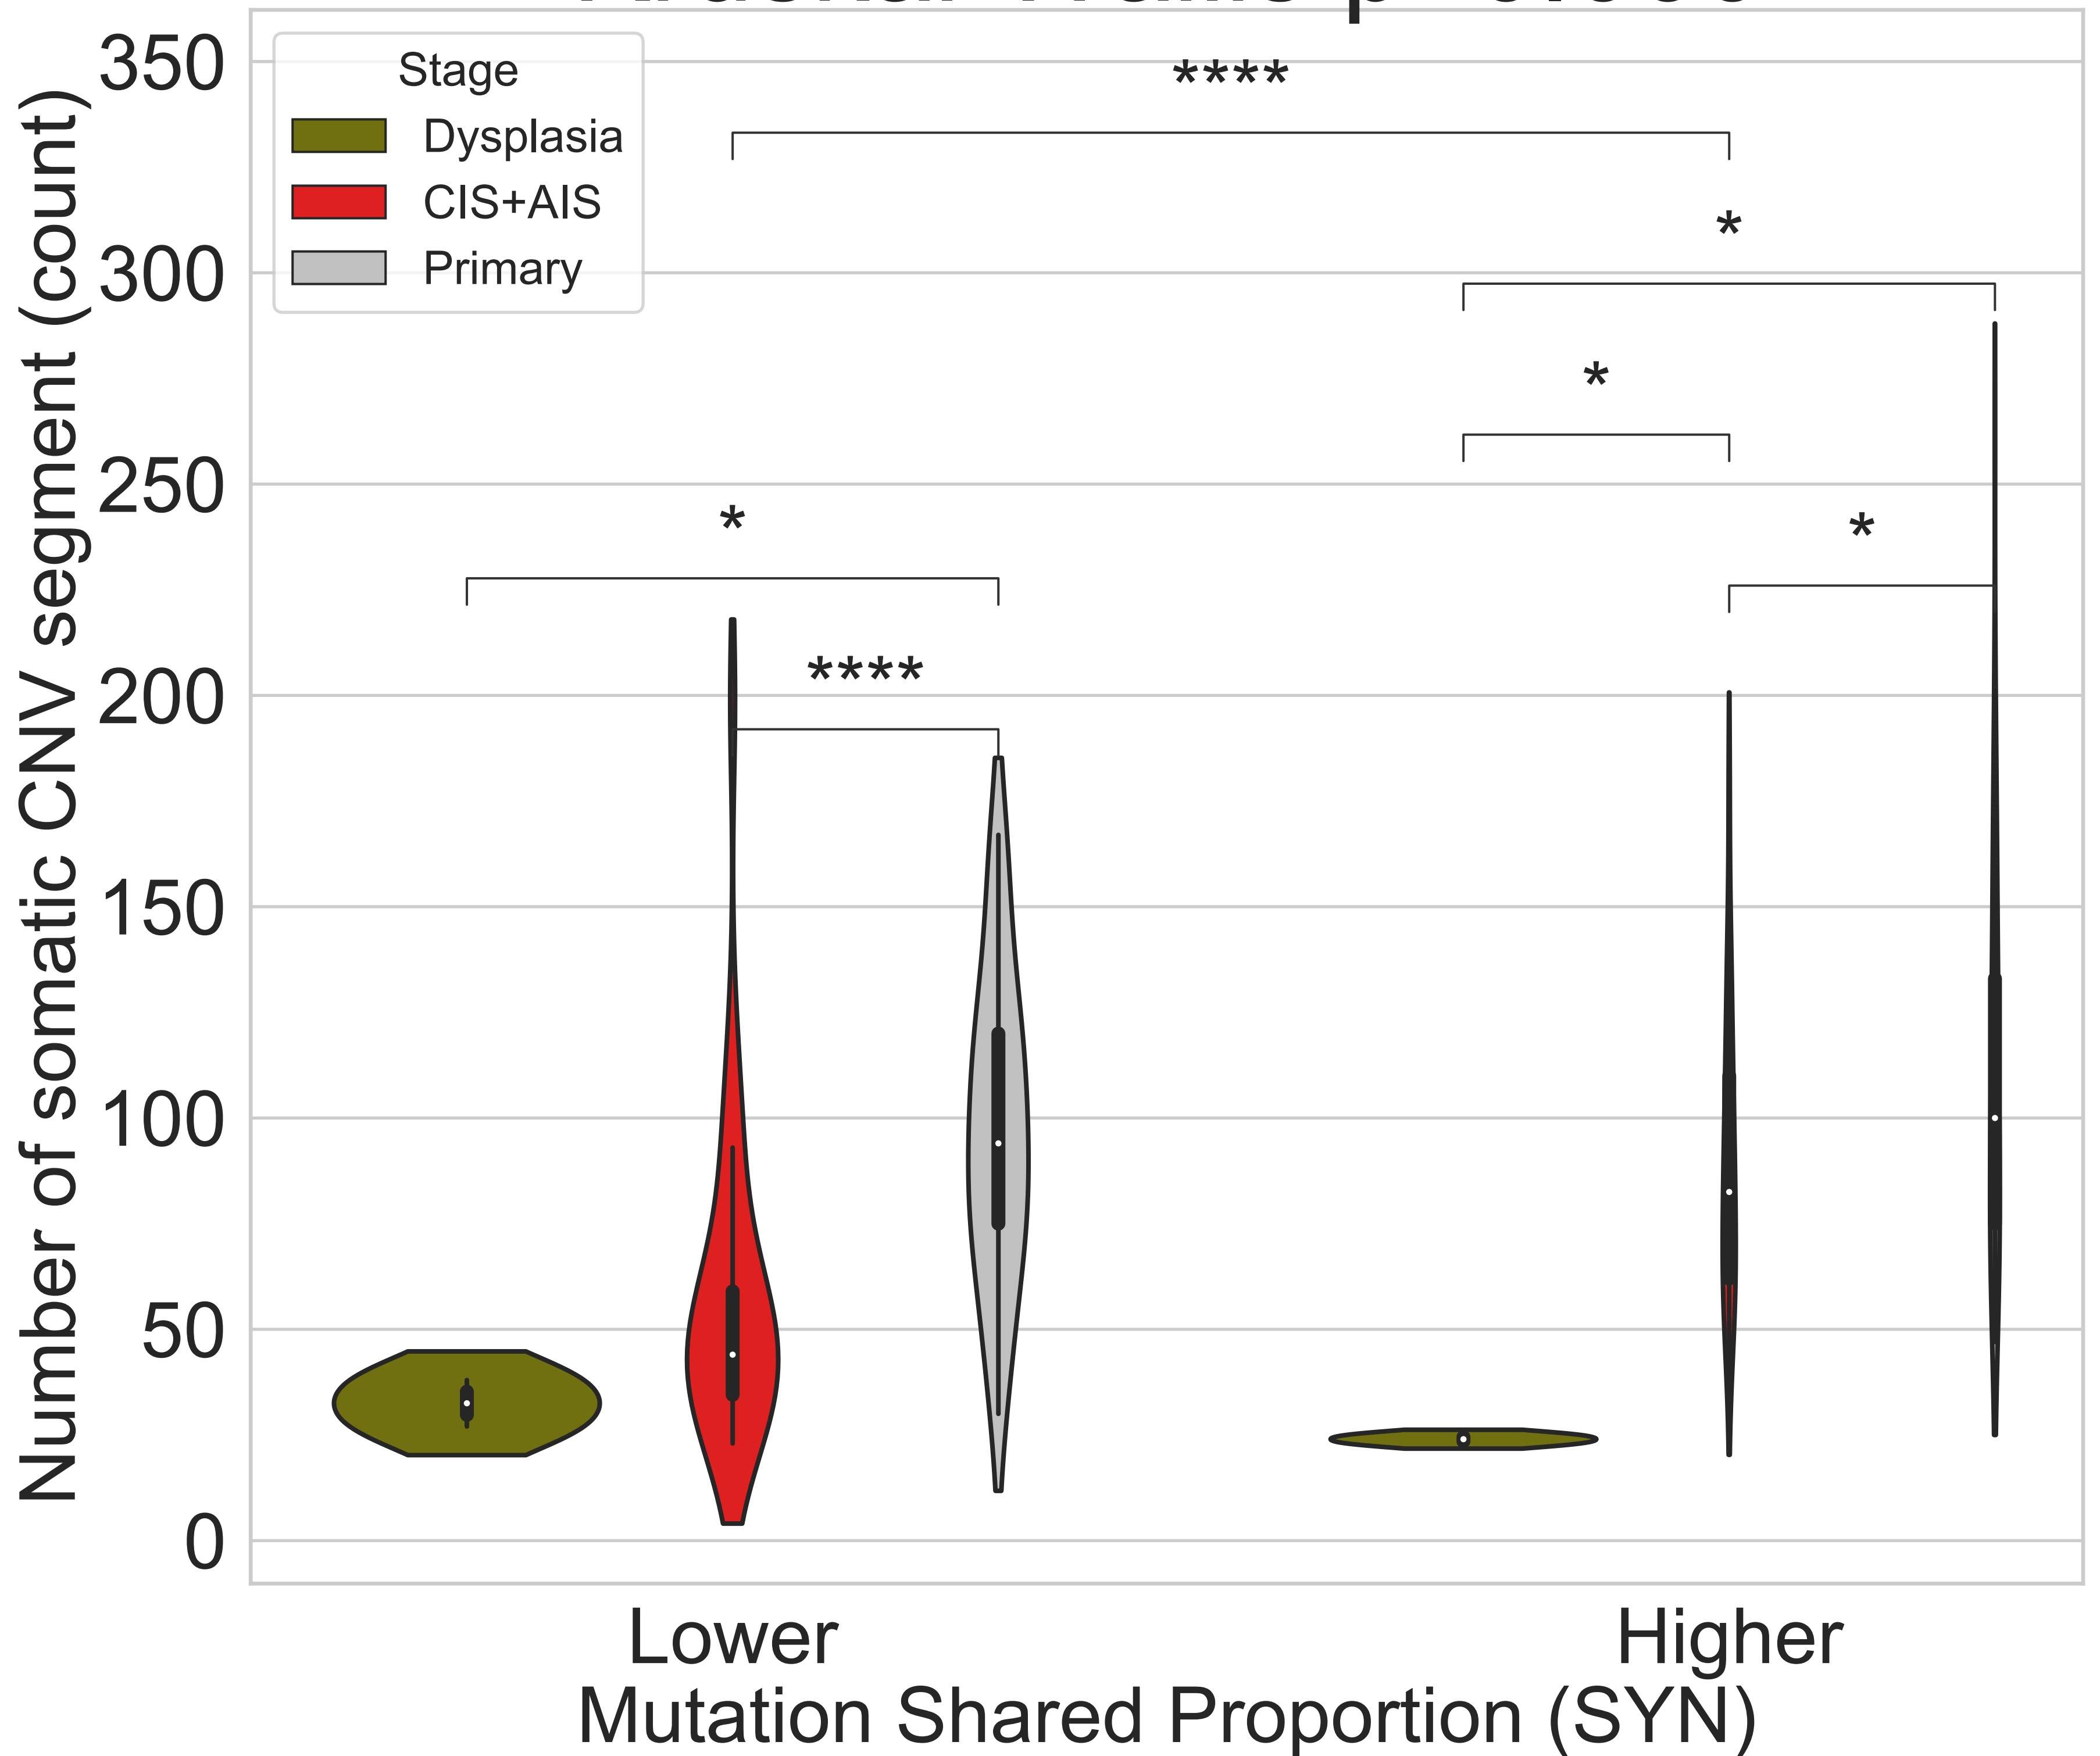 350
300
250
200
150
100
50
0
Number of somatic CNV segment (count)
Stage
Dysplasia
CIS+AIS
Primary
****
*
*
*
*
****
Lower
Higher
Mutation Shared Proportion (SYN)